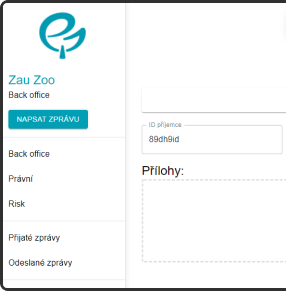 Zau Zoo
Back office
NAPSAT ZPRÁVU
Back office
Právní
Risk
Přijaté zprávy
Odeslané zprávy
ID příjemce
89dh9id
Přílohy: